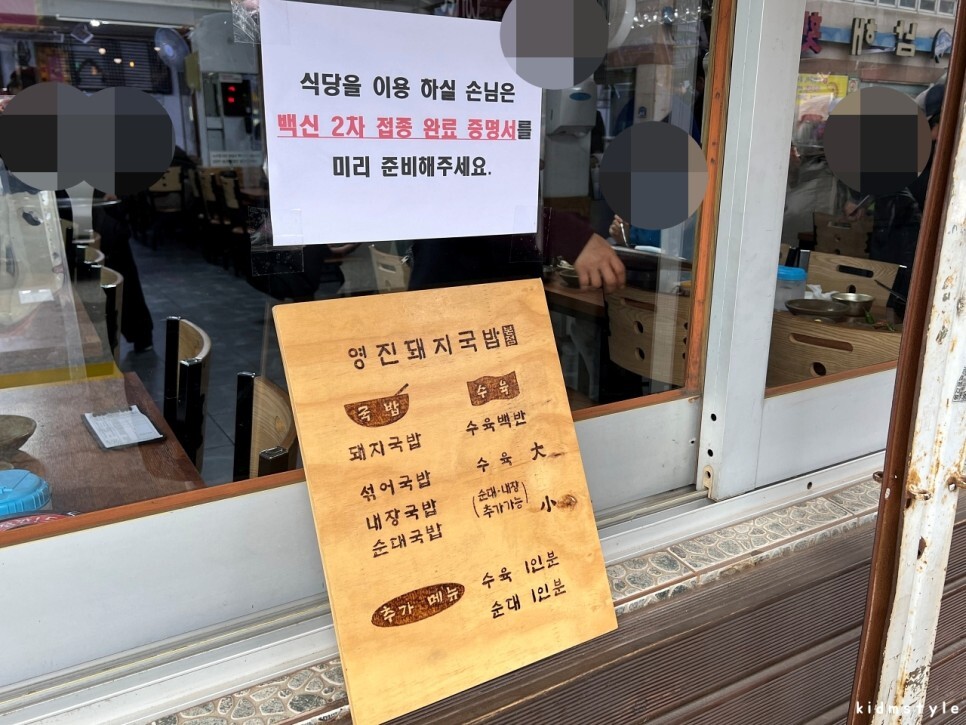 식당을 이용 하실 손님은
백신 2차 접종 완료 증명서를
미리 준비해주세요.
영진돼지국밥
국밥
돼지국밥
섞어국밥
내장국밥
순대국밥
수육
수육백반
수육 大
(순대·내장
추가가능) 小
추가 메뉴
수육 1인분
순대 1인분
kidmstyle